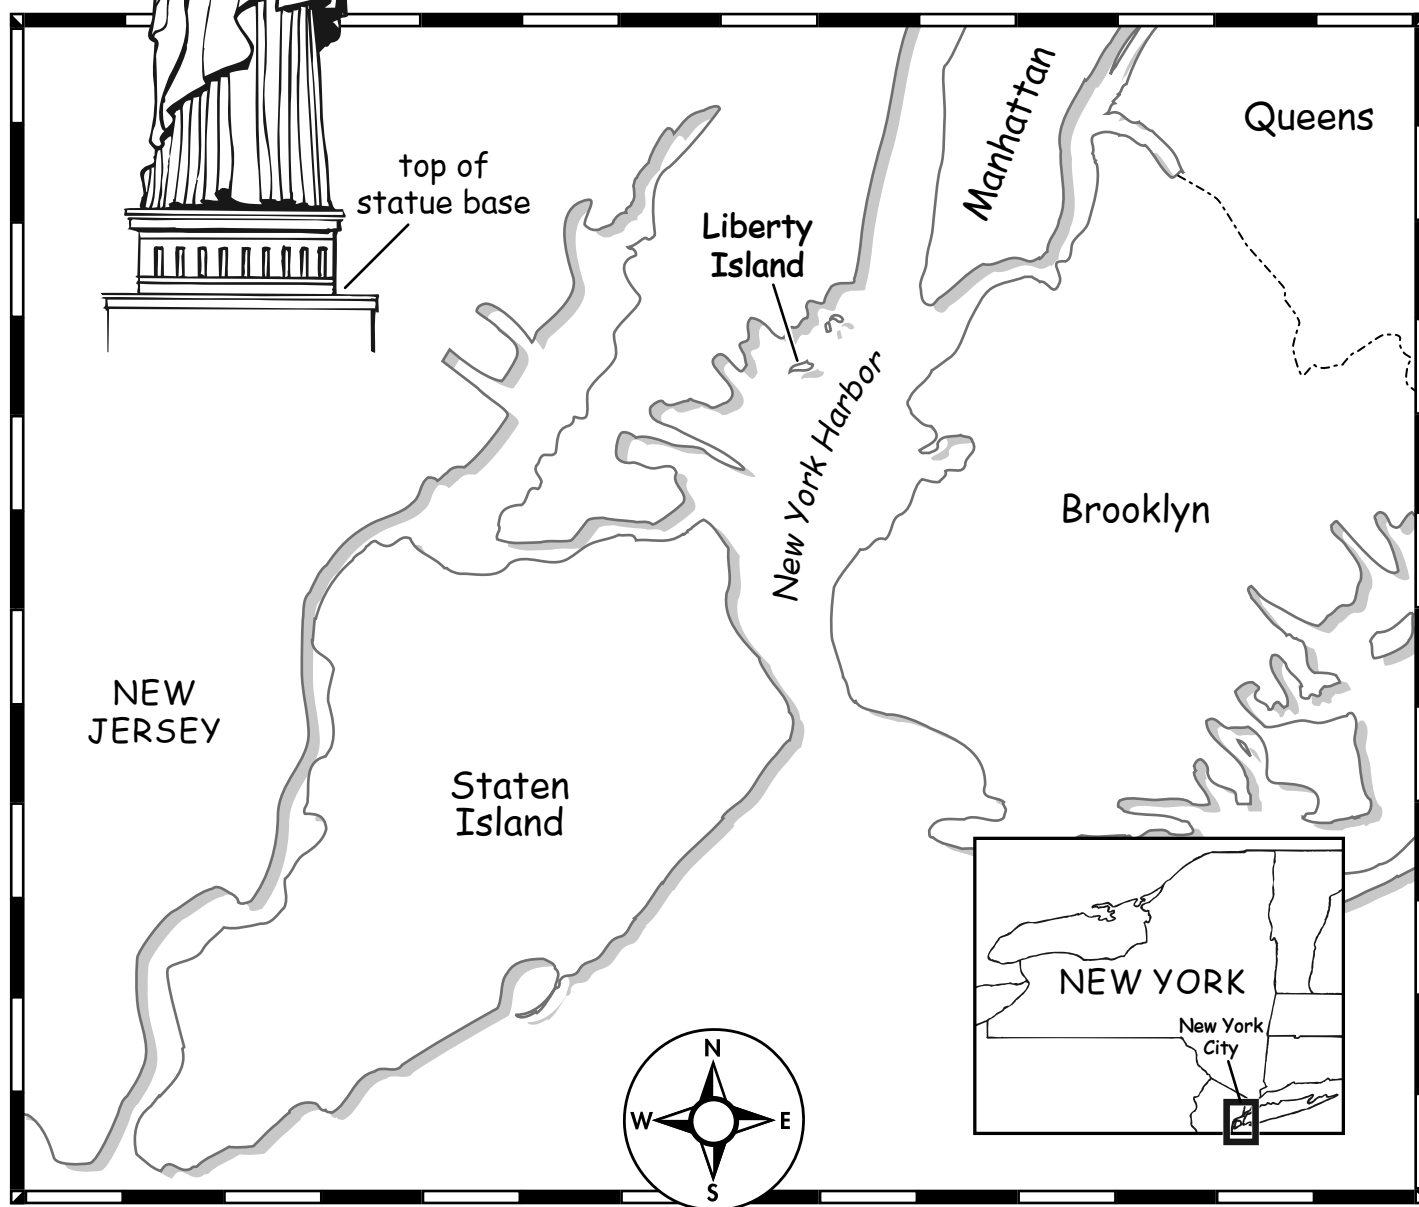 top of
statue base
Liberty
Island
Manhattan
Queens
New York Harbor
Brooklyn
NEW
JERSEY
Staten
Island
NEW YORK
New York
City
N
W
E
S